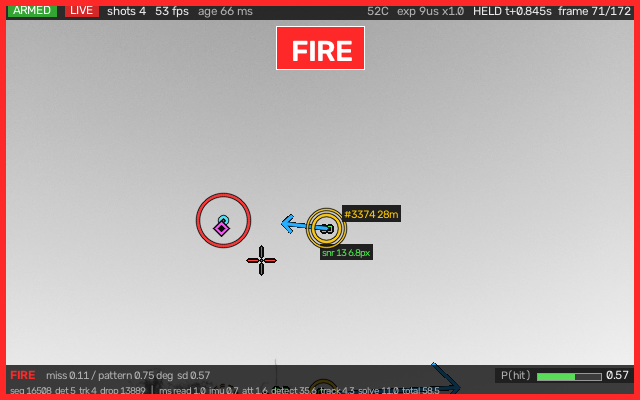 ARMED LIVE shots 4 53 fps age 66 ms 52C exp 9us x1.0 HELD t+0.845s frame 71/172
FIRE
#3374 28m
snr 13 6.8px
FIRE miss 0.11 / pattern 0.75 deg sd 0.57 P(hit) 0.57
seq 16508 det 5 trk 4 drop 13889 ms read 1.0 imu 0.7 att 1.6 detect 35.6 track 4.3 solve 11.0 total 58.5